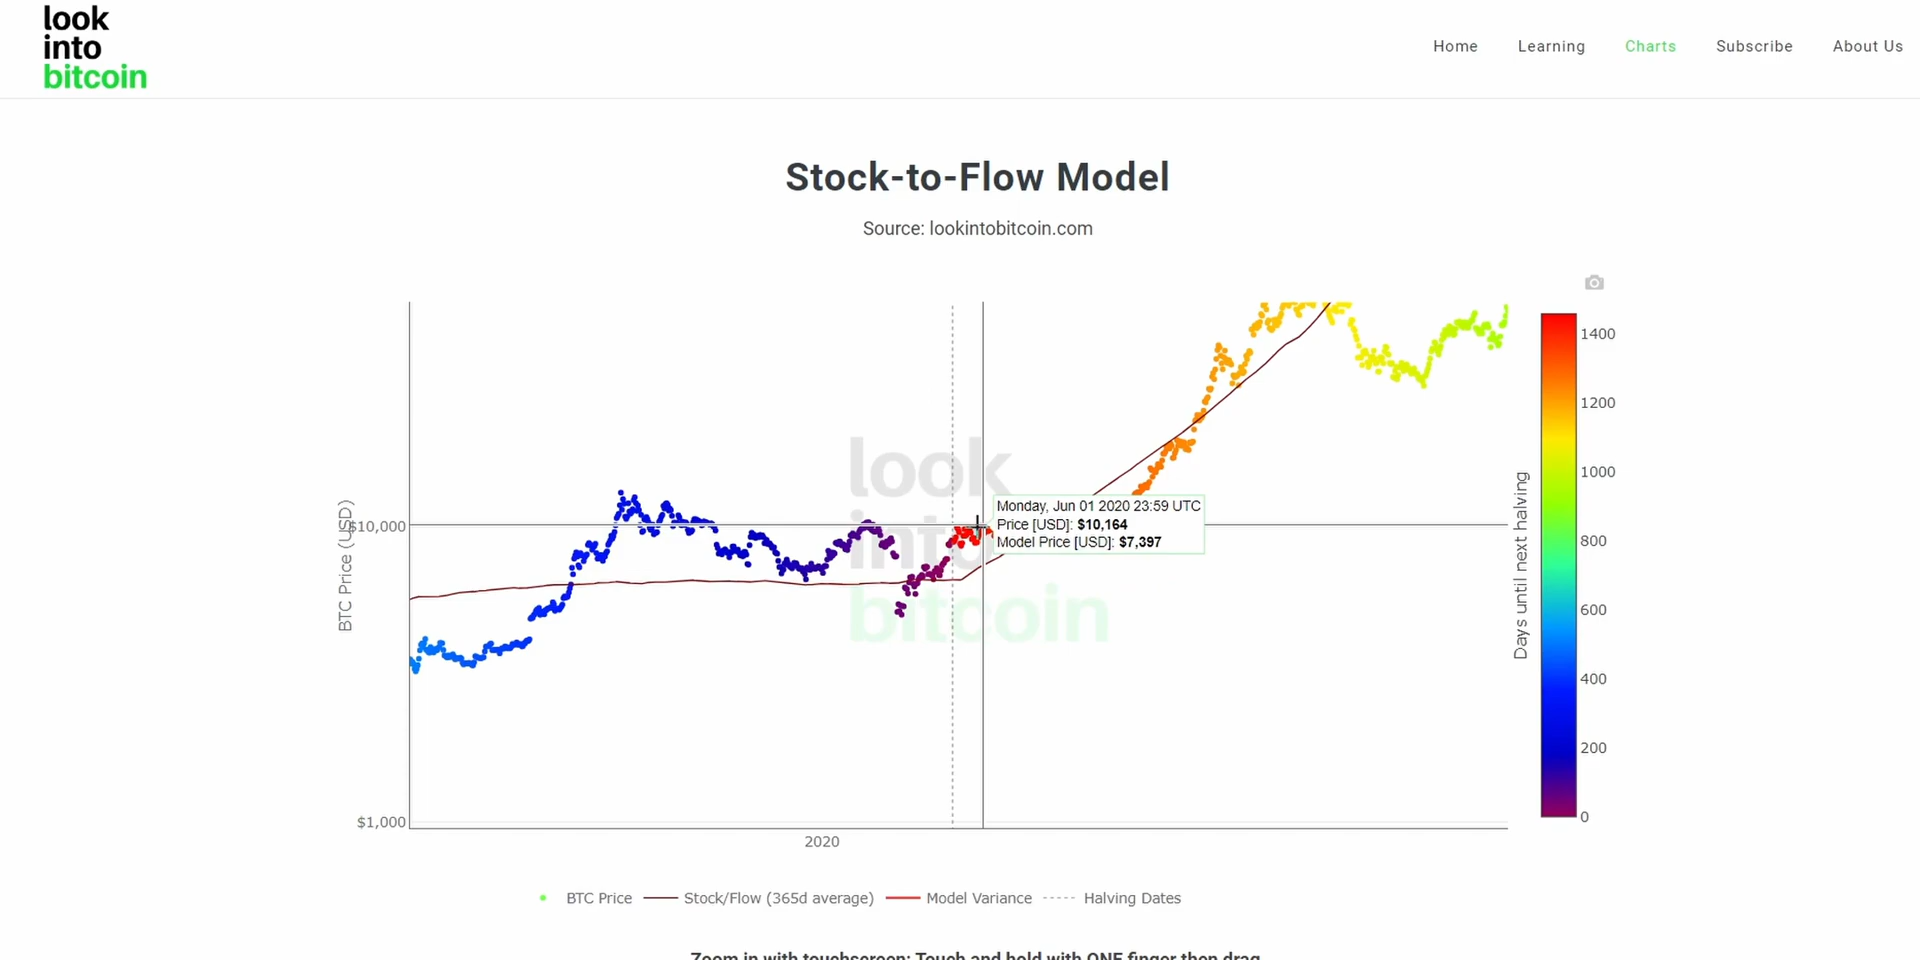 look
into
bitcoin
Home Learning Charts Subscribe About Us
Stock-to-Flow Model
Source: lookintobitcoin.com
look
into
bitcoin
BTC Price (USD)
$10,000
$1,000
2020
Monday, Jun 01 2020 23:59 UTC
Price [USD]: $10,164
Model Price [USD]: $7,397
Days until next halving
1400
1200
1000
800
600
400
200
0
BTC Price Stock/Flow (365d average) Model Variance Halving Dates
Zoom in with touchscreen: Touch and hold with ONE finger then drag